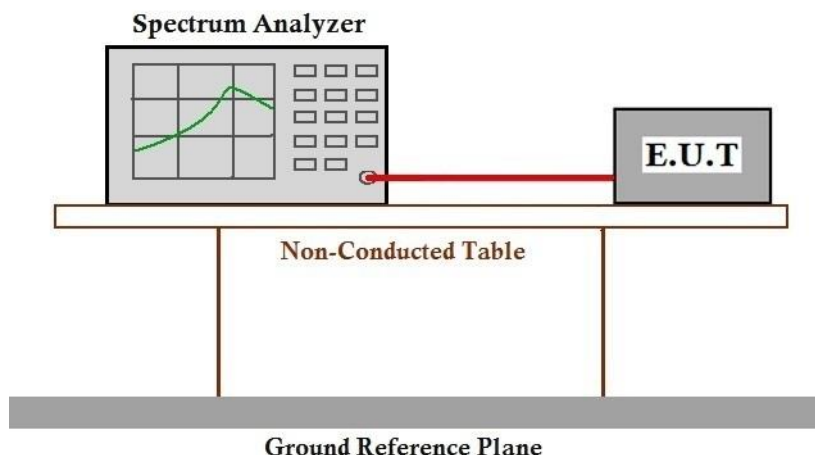 Spectrum Analyzer
E.U.T
Non-Conducted Table
Ground Reference Plane